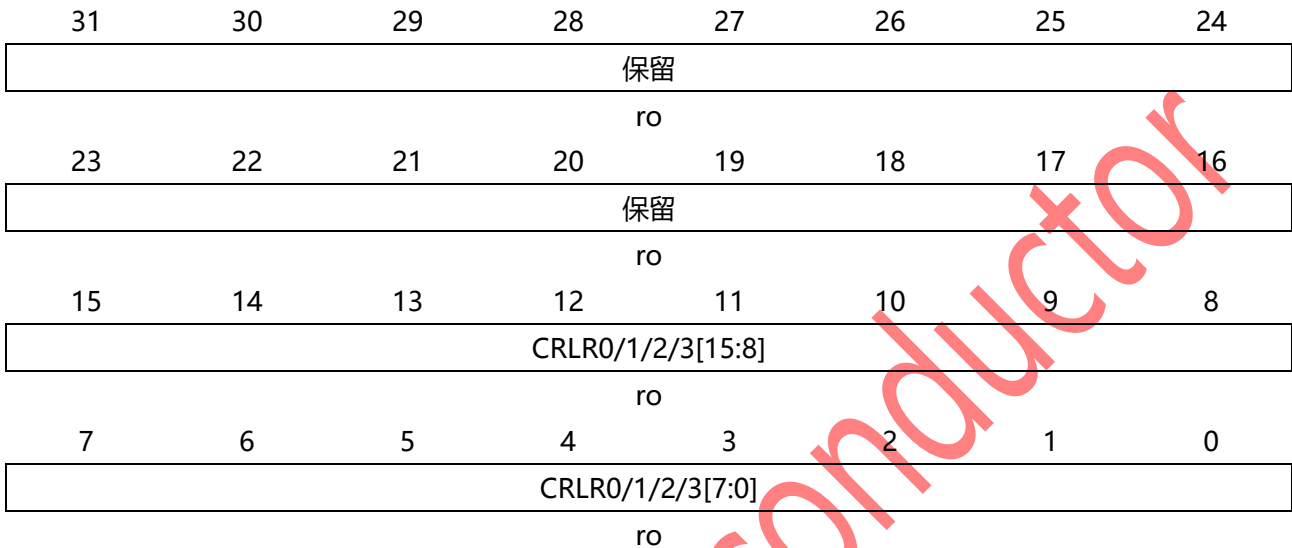 31 30 29 28 27 26 25 24
保留
ro
23 22 21 20 19 18 17 16
保留
ro
15 14 13 12 11 10 9 8
CRLR0/1/2/3[15:8]
ro
7 6 5 4 3 2 1 0
CRLR0/1/2/3[7:0]
ro
onductor